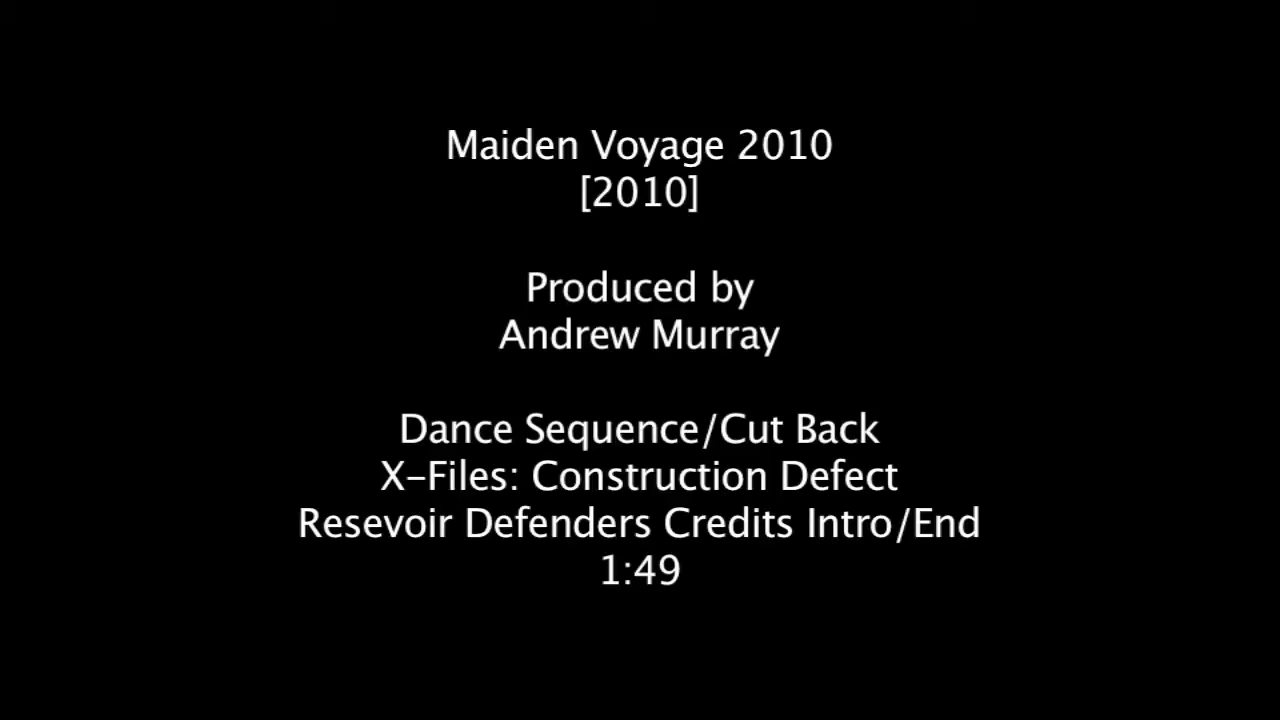 Maiden Voyage 2010
[2010]
Produced by
Andrew Murray
Dance Sequence/Cut Back
X-Files: Construction Defect
Resevoir Defenders Credits Intro/End
1:49